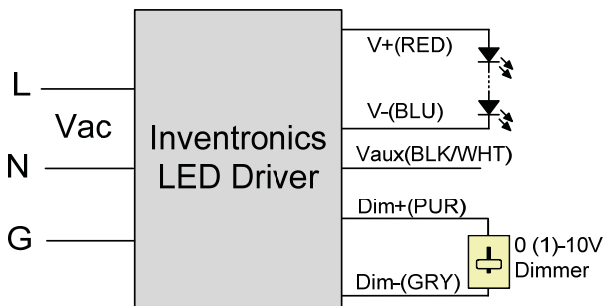 L
Vac
N
G
Inventronics
LED Driver
V+(RED)
V-(BLU)
Vaux(BLK/WHT)
Dim+(PUR)
Dim-(GRY)
0 (1)-10V
Dimmer